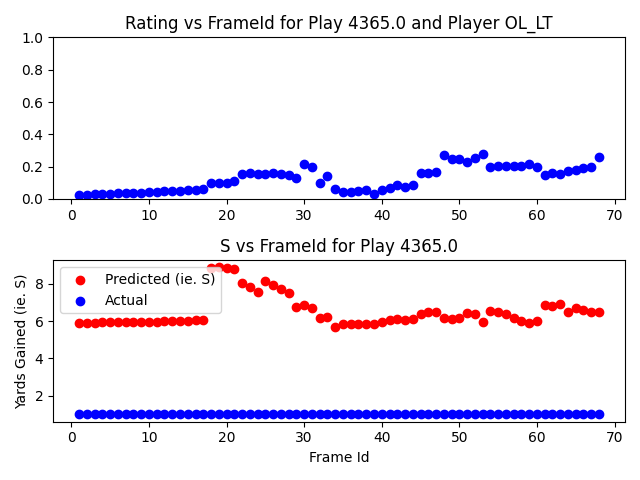 Rating vs FrameId for Play 4365.0 and Player OL_LT
1.0
0.8
0.6
0.4
0.2
0.0
0 10 20 30 40 50 60 70
S vs FrameId for Play 4365.0
Yards Gained (ie. S)
8
6
4
2
Predicted (ie. S)
Actual
0 10 20 30 40 50 60 70
Frame Id